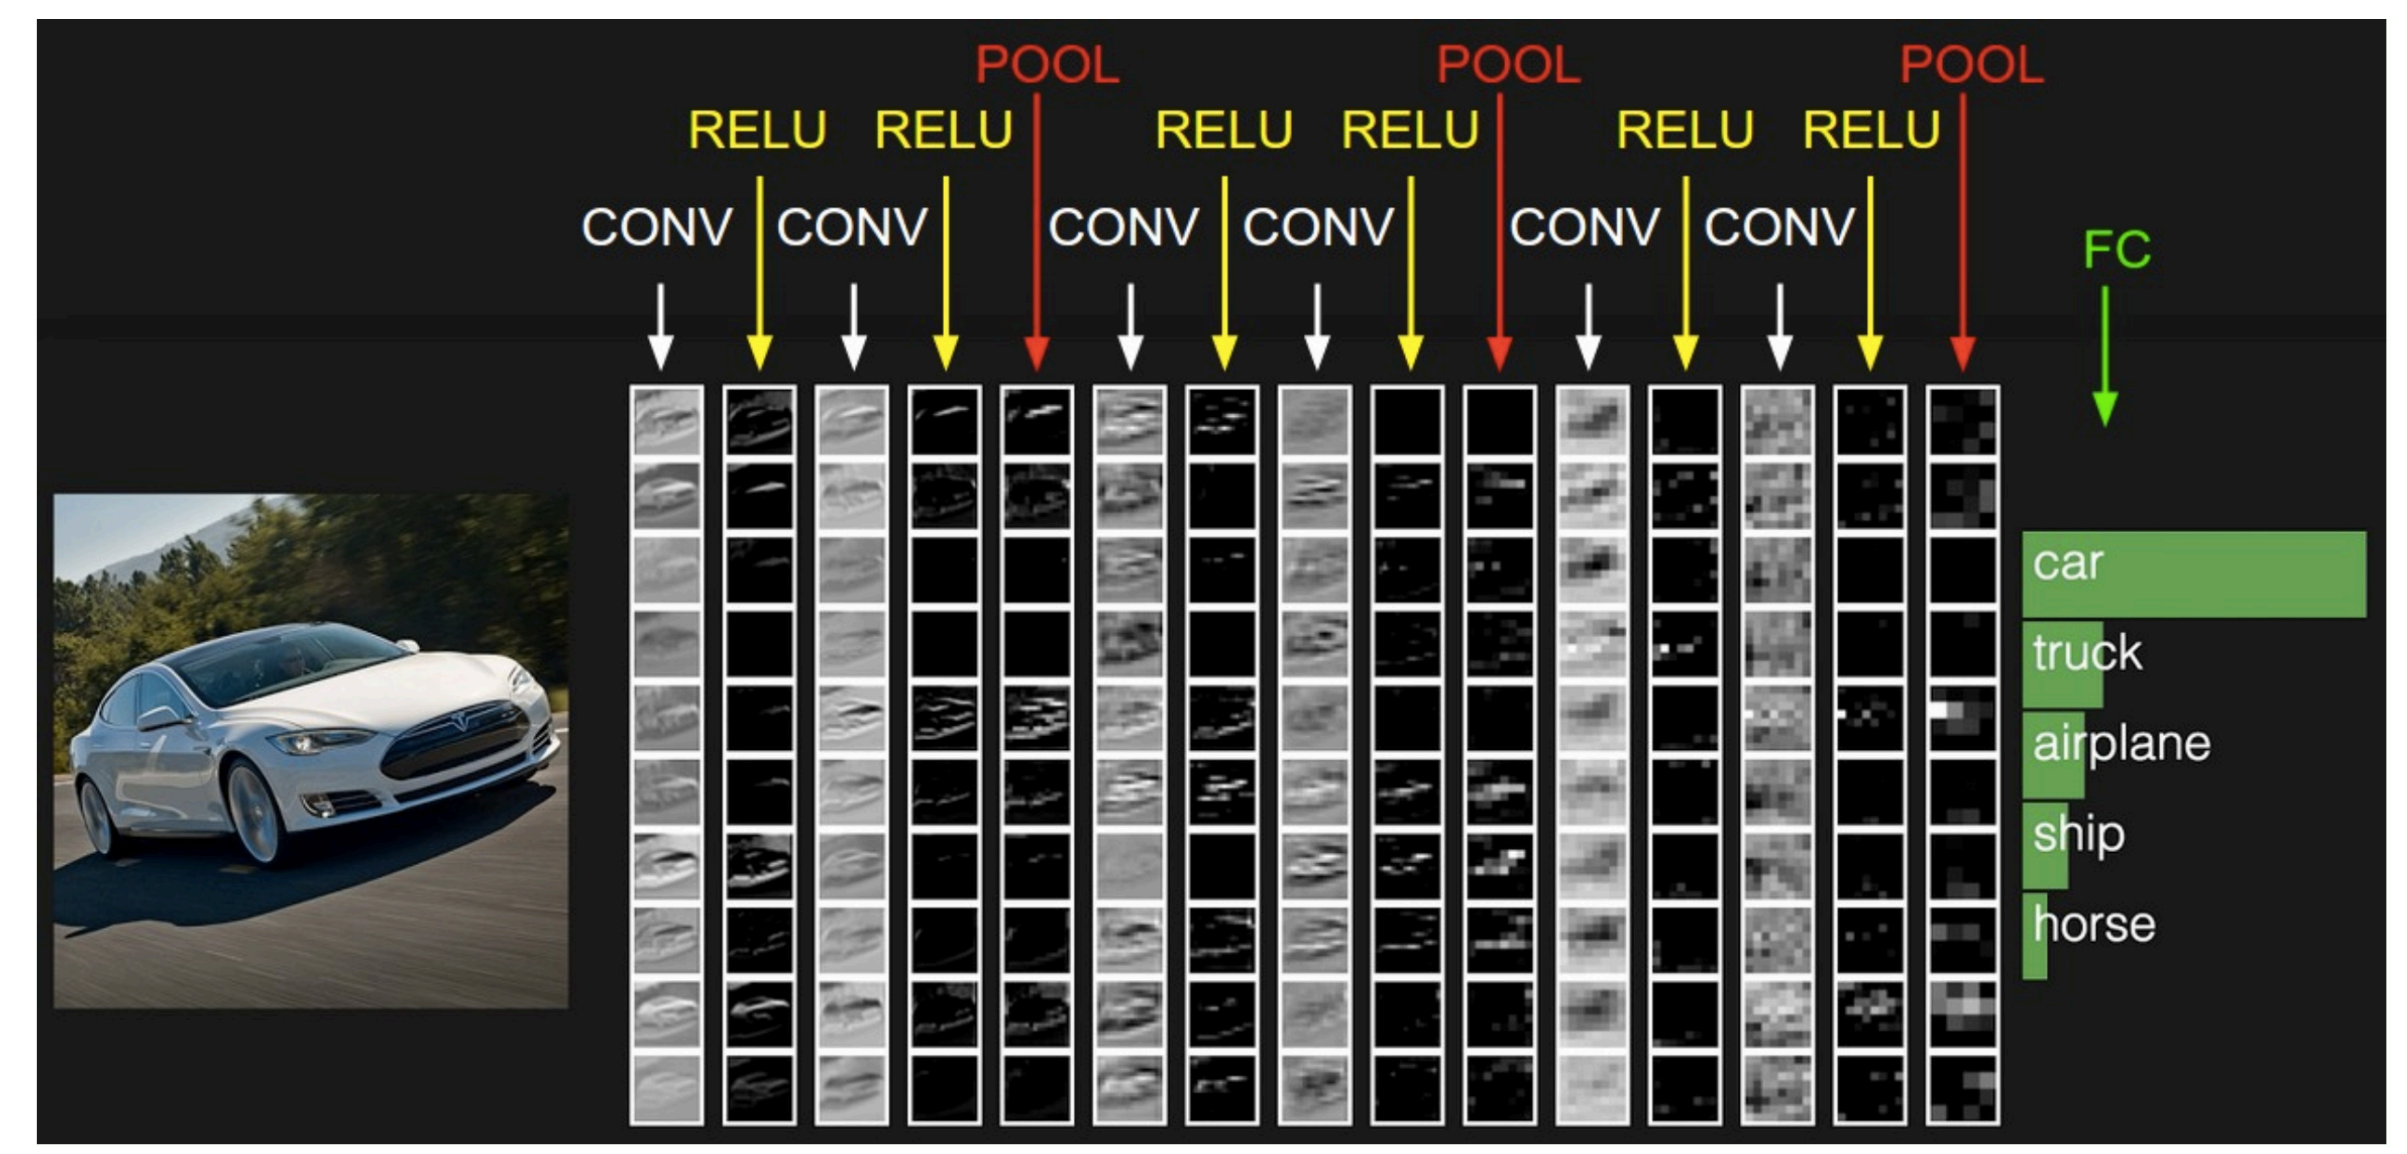 POOL POOL POOL
RELU RELU RELU RELU RELU RELU
CONV CONV CONV CONV CONV CONV
FC
car
truck
airplane
ship
horse